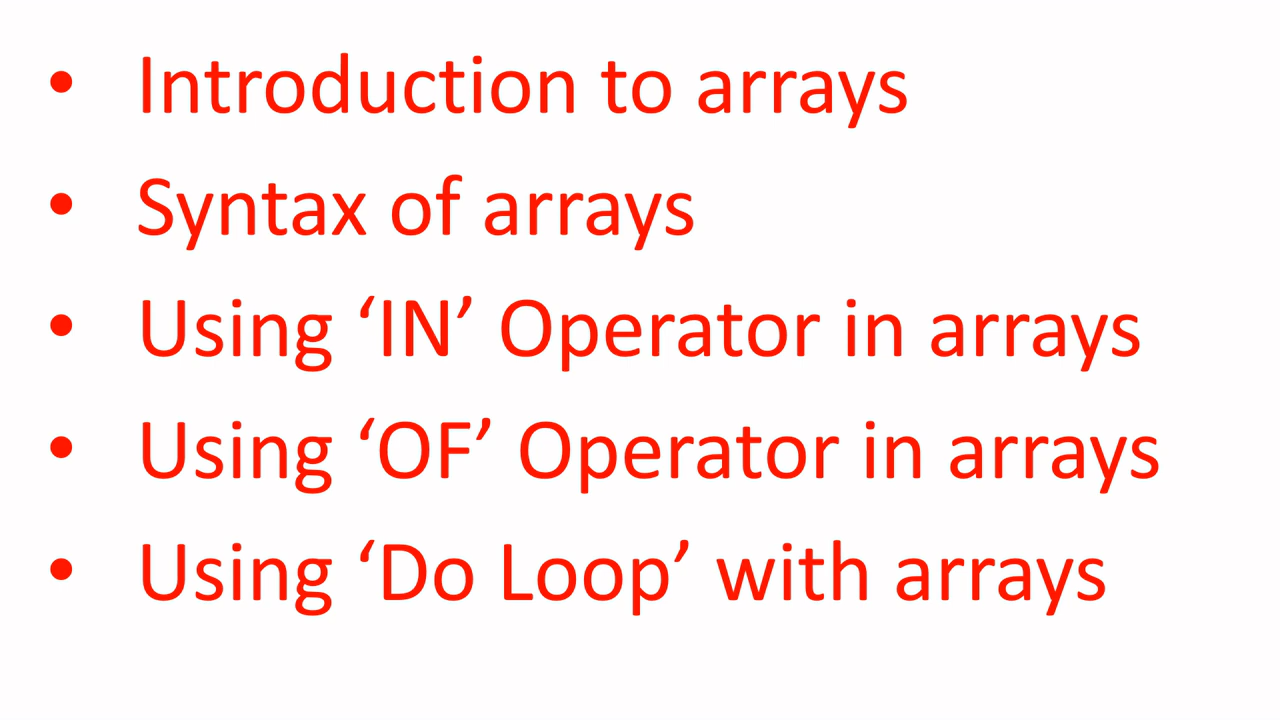 • Introduction to arrays
• Syntax of arrays
• Using ‘IN’ Operator in arrays
• Using ‘OF’ Operator in arrays
• Using ‘Do Loop’ with arrays